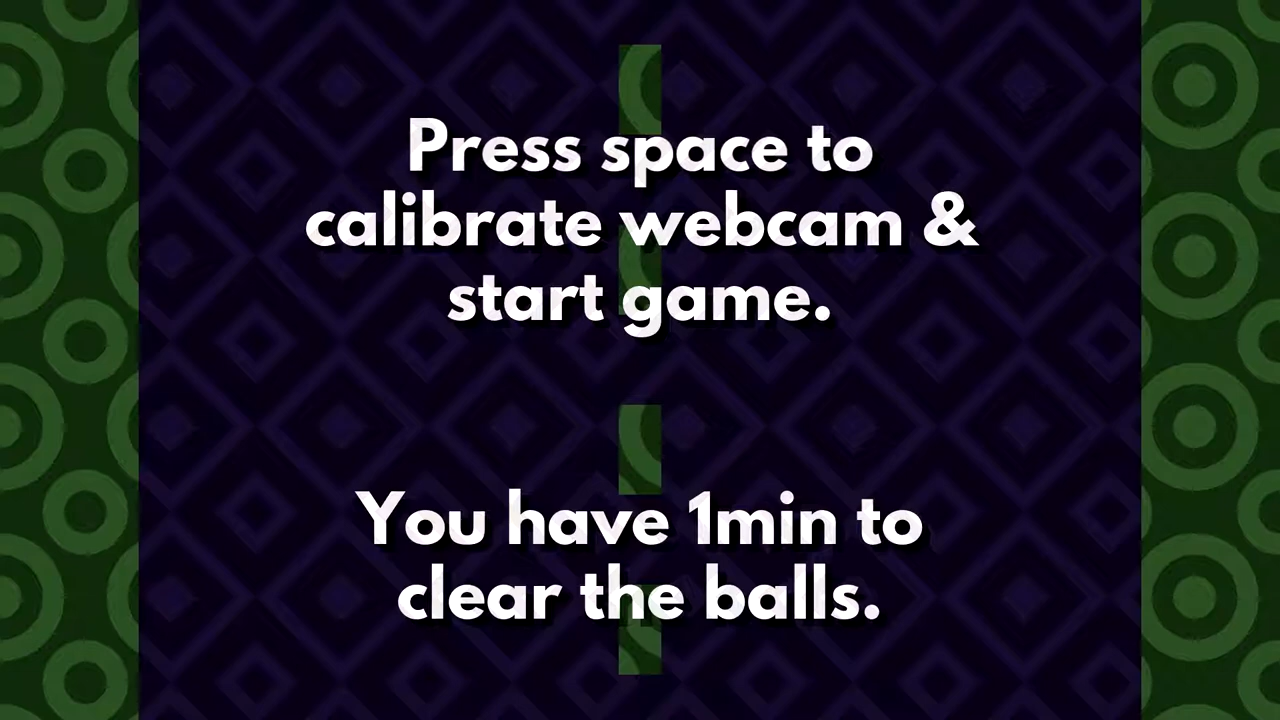 Press space to
calibrate webcam &
start game.
You have 1min to
clear the balls.